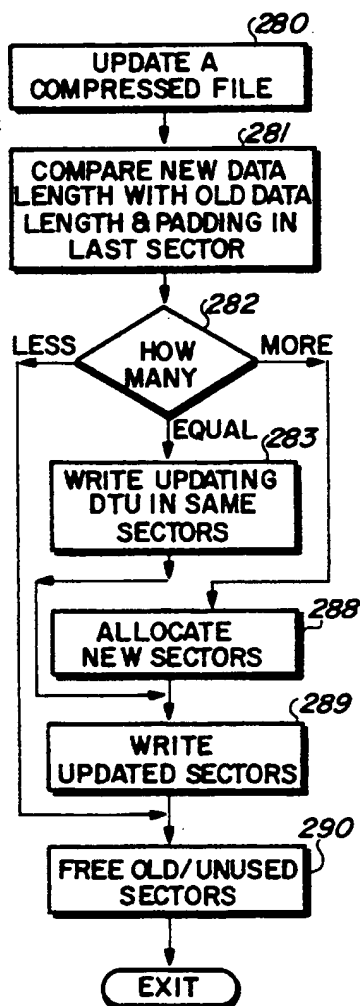 280
UPDATE A
COMPRESSED FILE
281
COMPARE NEW DATA
LENGTH WITH OLD DATA
LENGTH & PADDING IN
LAST SECTOR
282
LESS
HOW
MANY
MORE
EQUAL
283
WRITE UPDATING
DTU IN SAME
SECTORS
288
ALLOCATE
NEW SECTORS
289
WRITE
UPDATED SECTORS
290
FREE OLD/UNUSED
SECTORS
EXIT